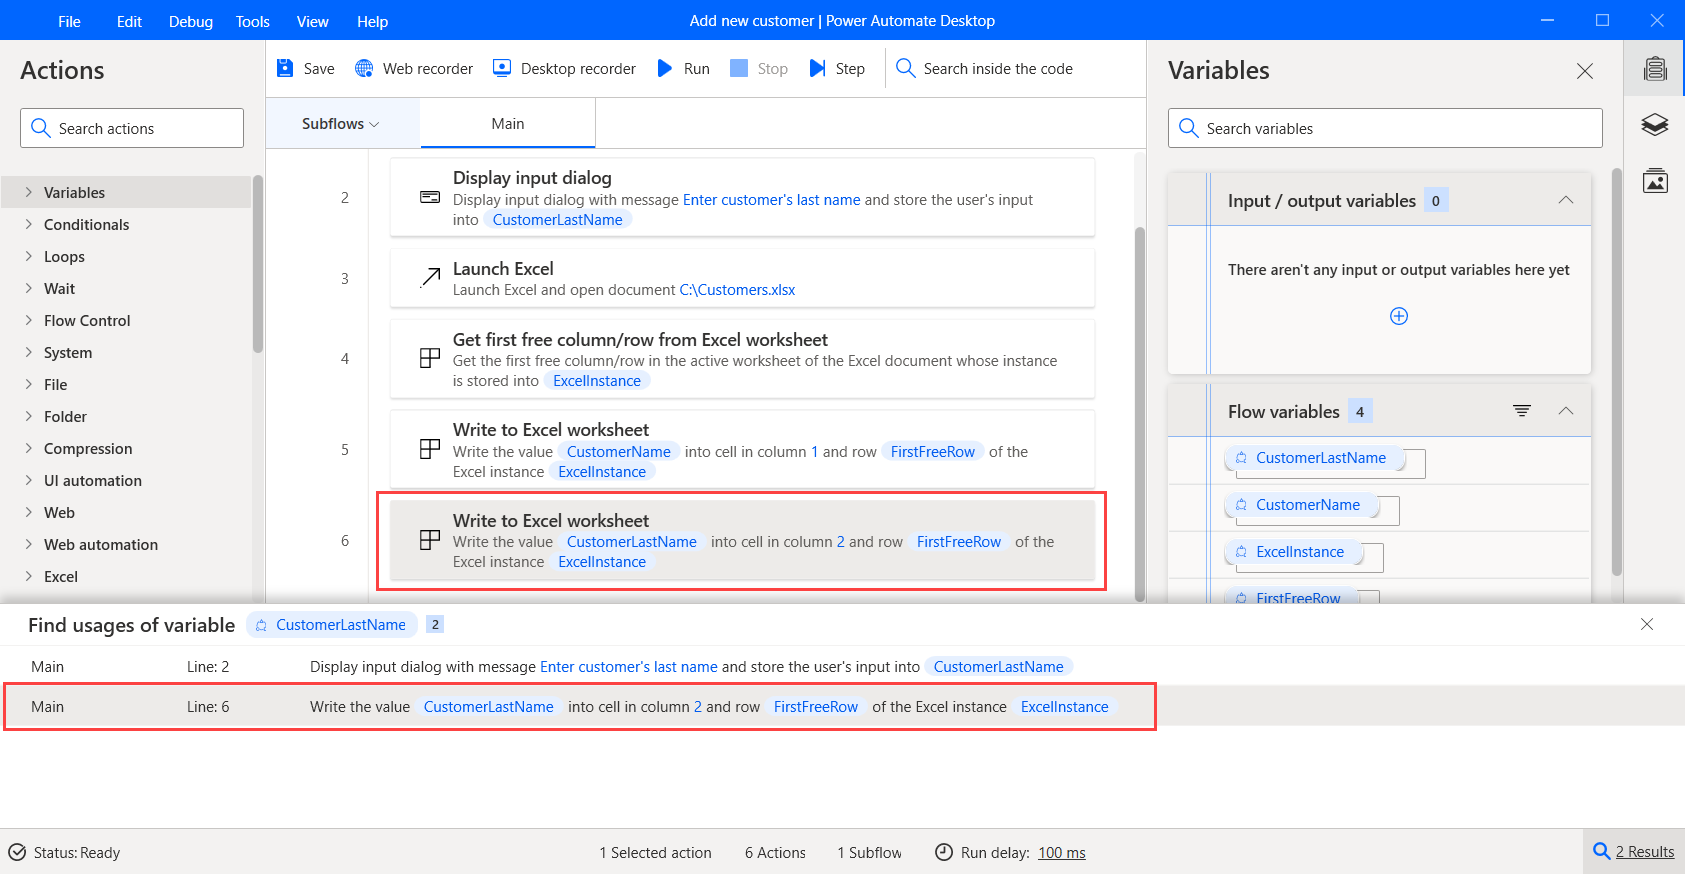 File Edit Debug Tools View Help Add new customer | Power Automate Desktop
Actions
Search actions
Variables
Conditionals
Loops
Wait
Flow Control
System
File
Folder
Compression
UI automation
Web
Web automation
Excel
Save Web recorder Desktop recorder Run Stop Step Search inside the code
Subflows Main
2
Display input dialog
Display input dialog with message Enter customer's last name and store the user's input
into CustomerLastName
3
Launch Excel
Launch Excel and open document C:\Customers.xlsx
4
Get first free column/row from Excel worksheet
Get the first free column/row in the active worksheet of the Excel document whose instance
is stored into ExcelInstance
5
Write to Excel worksheet
Write the value CustomerName into cell in column 1 and row FirstFreeRow of the
Excel instance ExcelInstance
6
Write to Excel worksheet
Write the value CustomerLastName into cell in column 2 and row FirstFreeRow of the
Excel instance ExcelInstance
Variables
Search variables
Input / output variables 0
There aren't any input or output variables here yet
Flow variables 4
CustomerLastName
CustomerName
ExcelInstance
FirstFreeRow
Find usages of variable CustomerLastName 2
Main Line: 2 Display input dialog with message Enter customer's last name and store the user's input into CustomerLastName
Main Line: 6 Write the value CustomerLastName into cell in column 2 and row FirstFreeRow of the Excel instance ExcelInstance
Status: Ready 1 Selected action 6 Actions 1 Subflow Run delay: 100 ms 2 Results